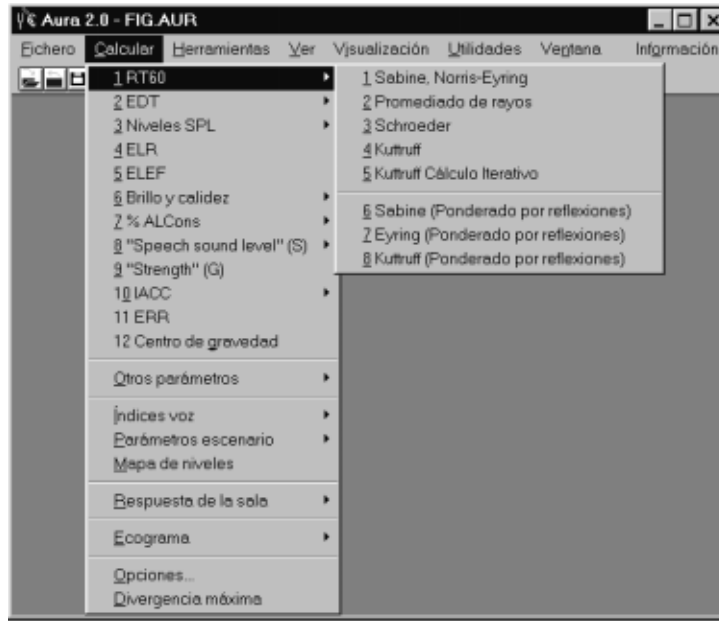 Aura 2.0 - FIG.AUR
Fichero Calcular Herramientas Ver Visualización Utilidades Ventana Información
1 RT60
2 EDT
3 Niveles SPL
4 ELR
5 ELEF
6 Brillo y calidez
7 % ALCons
8 "Speech sound level" (S)
9 "Strength" (G)
10 IACC
11 ERR
12 Centro de gravedad
Otros parámetros
Índices voz
Parámetros escenario
Mapa de niveles
Respuesta de la sala
Ecograma
Opciones...
Divergencia máxima
1 Sabine, Norris-Eyring
2 Promediado de rayos
3 Schroeder
4 Kuttruff
5 Kuttruff Cálculo Iterativo
6 Sabine (Ponderado por reflexiones)
7 Eyring (Ponderado por reflexiones)
8 Kuttruff (Ponderado por reflexiones)